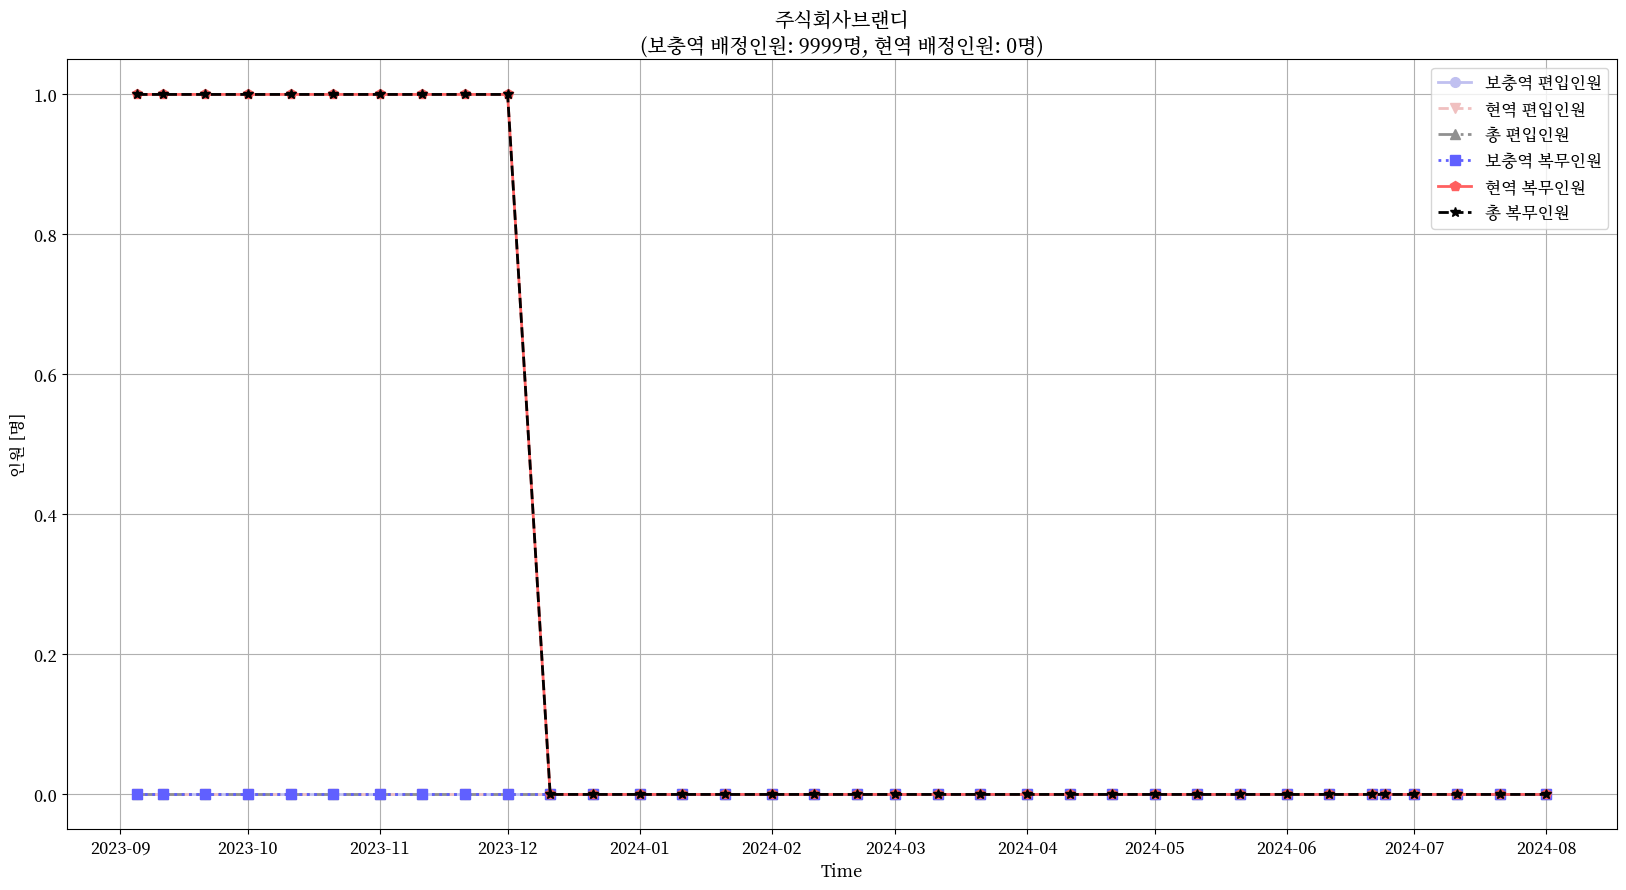 주식회사브랜디
(보충역 배정인원: 9999명, 현역 배정인원: 0명)
보충역 편입인원
현역 편입인원
총 편입인원
보충역 복무인원
현역 복무인원
총 복무인원
인원 [명]
1.0
0.8
0.6
0.4
0.2
0.0
2023-09 2023-10 2023-11 2023-12 2024-01 2024-02 2024-03 2024-04 2024-05 2024-06 2024-07 2024-08
Time